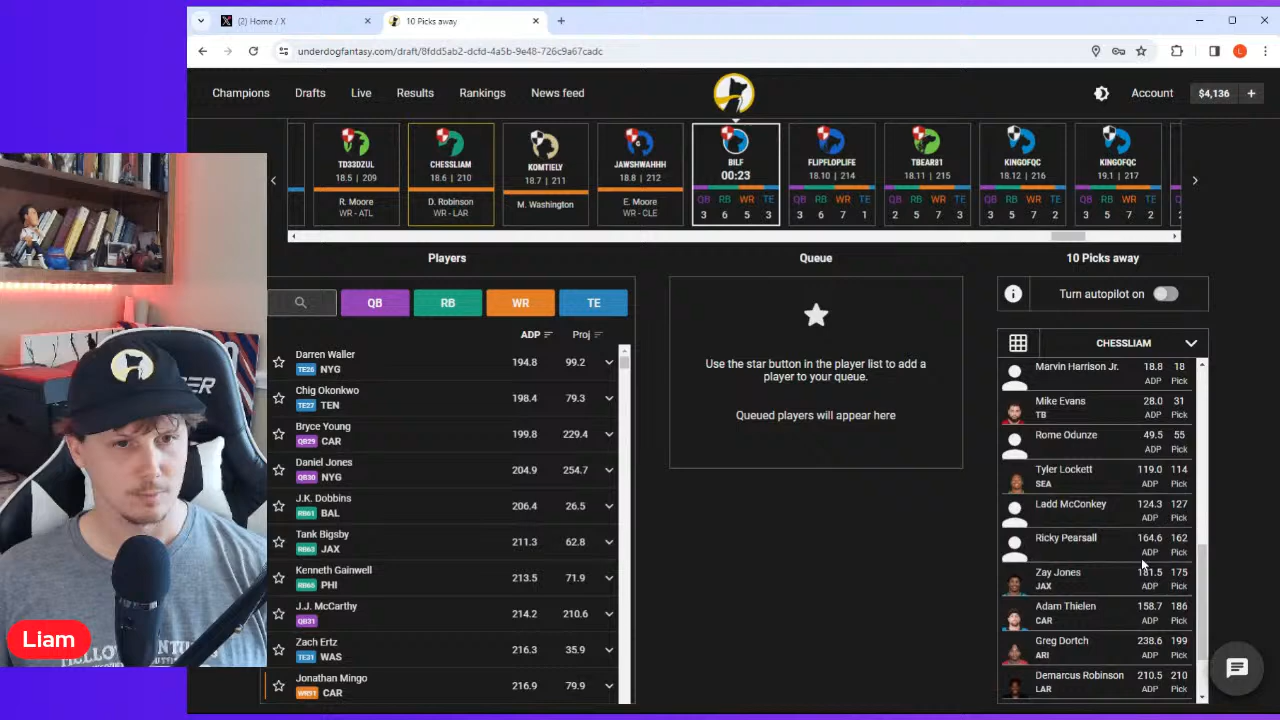 (2) Home / X
10 Picks away
underdogfantasy.com/draft/8fdd5ab2-dcfd-4a5b-9e48-726c9a67cadc
Champions Drafts Live Results Rankings News feed Account $4,136 +
TD33DZUL
18.5 | 209
R. Moore
WR - ATL
CHESSLIAM
18.6 | 210
D. Robinson
WR - LAR
KOMTIELY
18.7 | 211
M. Washington
JAWSHWAHHH
18.8 | 212
E. Moore
WR - CLE
BILF
00:23
QB RB WR TE
3 6 5 3
FLIPFLOPLIFE
18.10 | 214
QB RB WR TE
3 6 7 1
TBEAR81
18.11 | 215
QB RB WR TE
2 5 7 3
KINGOFQC
18.12 | 216
QB RB WR TE
3 5 7 2
KINGOFQC
19.1 | 217
QB RB WR TE
3 5 7 2
Players
QB RB WR TE
ADP Proj
Darren Waller
TE26 NYG 194.8 99.2
Chig Okonkwo
TE27 TEN 198.4 79.3
Bryce Young
QB29 CAR 199.8 229.4
Daniel Jones
QB30 NYG 204.9 254.7
J.K. Dobbins
RB61 BAL 206.4 26.5
Tank Bigsby
RB63 JAX 211.3 62.8
Kenneth Gainwell
RB65 PHI 213.5 71.9
J.J. McCarthy
QB31 214.2 210.6
Zach Ertz
TE31 WAS 216.3 35.9
Jonathan Mingo
WR91 CAR 216.9 79.9
Queue
Use the star button in the player list to add a
player to your queue.
Queued players will appear here
10 Picks away
Turn autopilot on
CHESSLIAM
Marvin Harrison Jr. 18.8 18
ADP Pick
Mike Evans 28.0 31
TB ADP Pick
Rome Odunze 49.5 55
ADP Pick
Tyler Lockett 119.0 114
SEA ADP Pick
Ladd McConkey 124.3 127
ADP Pick
Ricky Pearsall 164.6 162
ADP Pick
Zay Jones 181.5 175
JAX ADP Pick
Adam Thielen 158.7 186
CAR ADP Pick
Greg Dortch 238.6 199
ARI ADP Pick
Demarcus Robinson 210.5 210
LAR ADP Pick
Liam